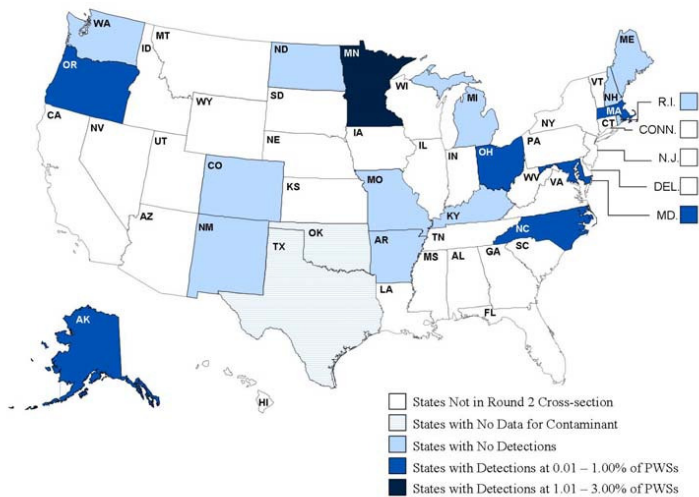 WA
MT
ND
MN
ME
OR
ID
SD
WI
MI
VT
NH
MA
R.I.
WY
CT
CONN.
CA
NV
NE
IA
NY
PA
N.J.
UT
CO
IL
IN
OH
WV
VA
DEL.
KS
MO
KY
MD.
AZ
NM
OK
TX
AR
TN
NC
SC
MS
AL
GA
LA
FL
AK
HI
States Not in Round 2 Cross-section
States with No Data for Contaminant
States with No Detections
States with Detections at 0.01 – 1.00% of PWSs
States with Detections at 1.01 – 3.00% of PWSs